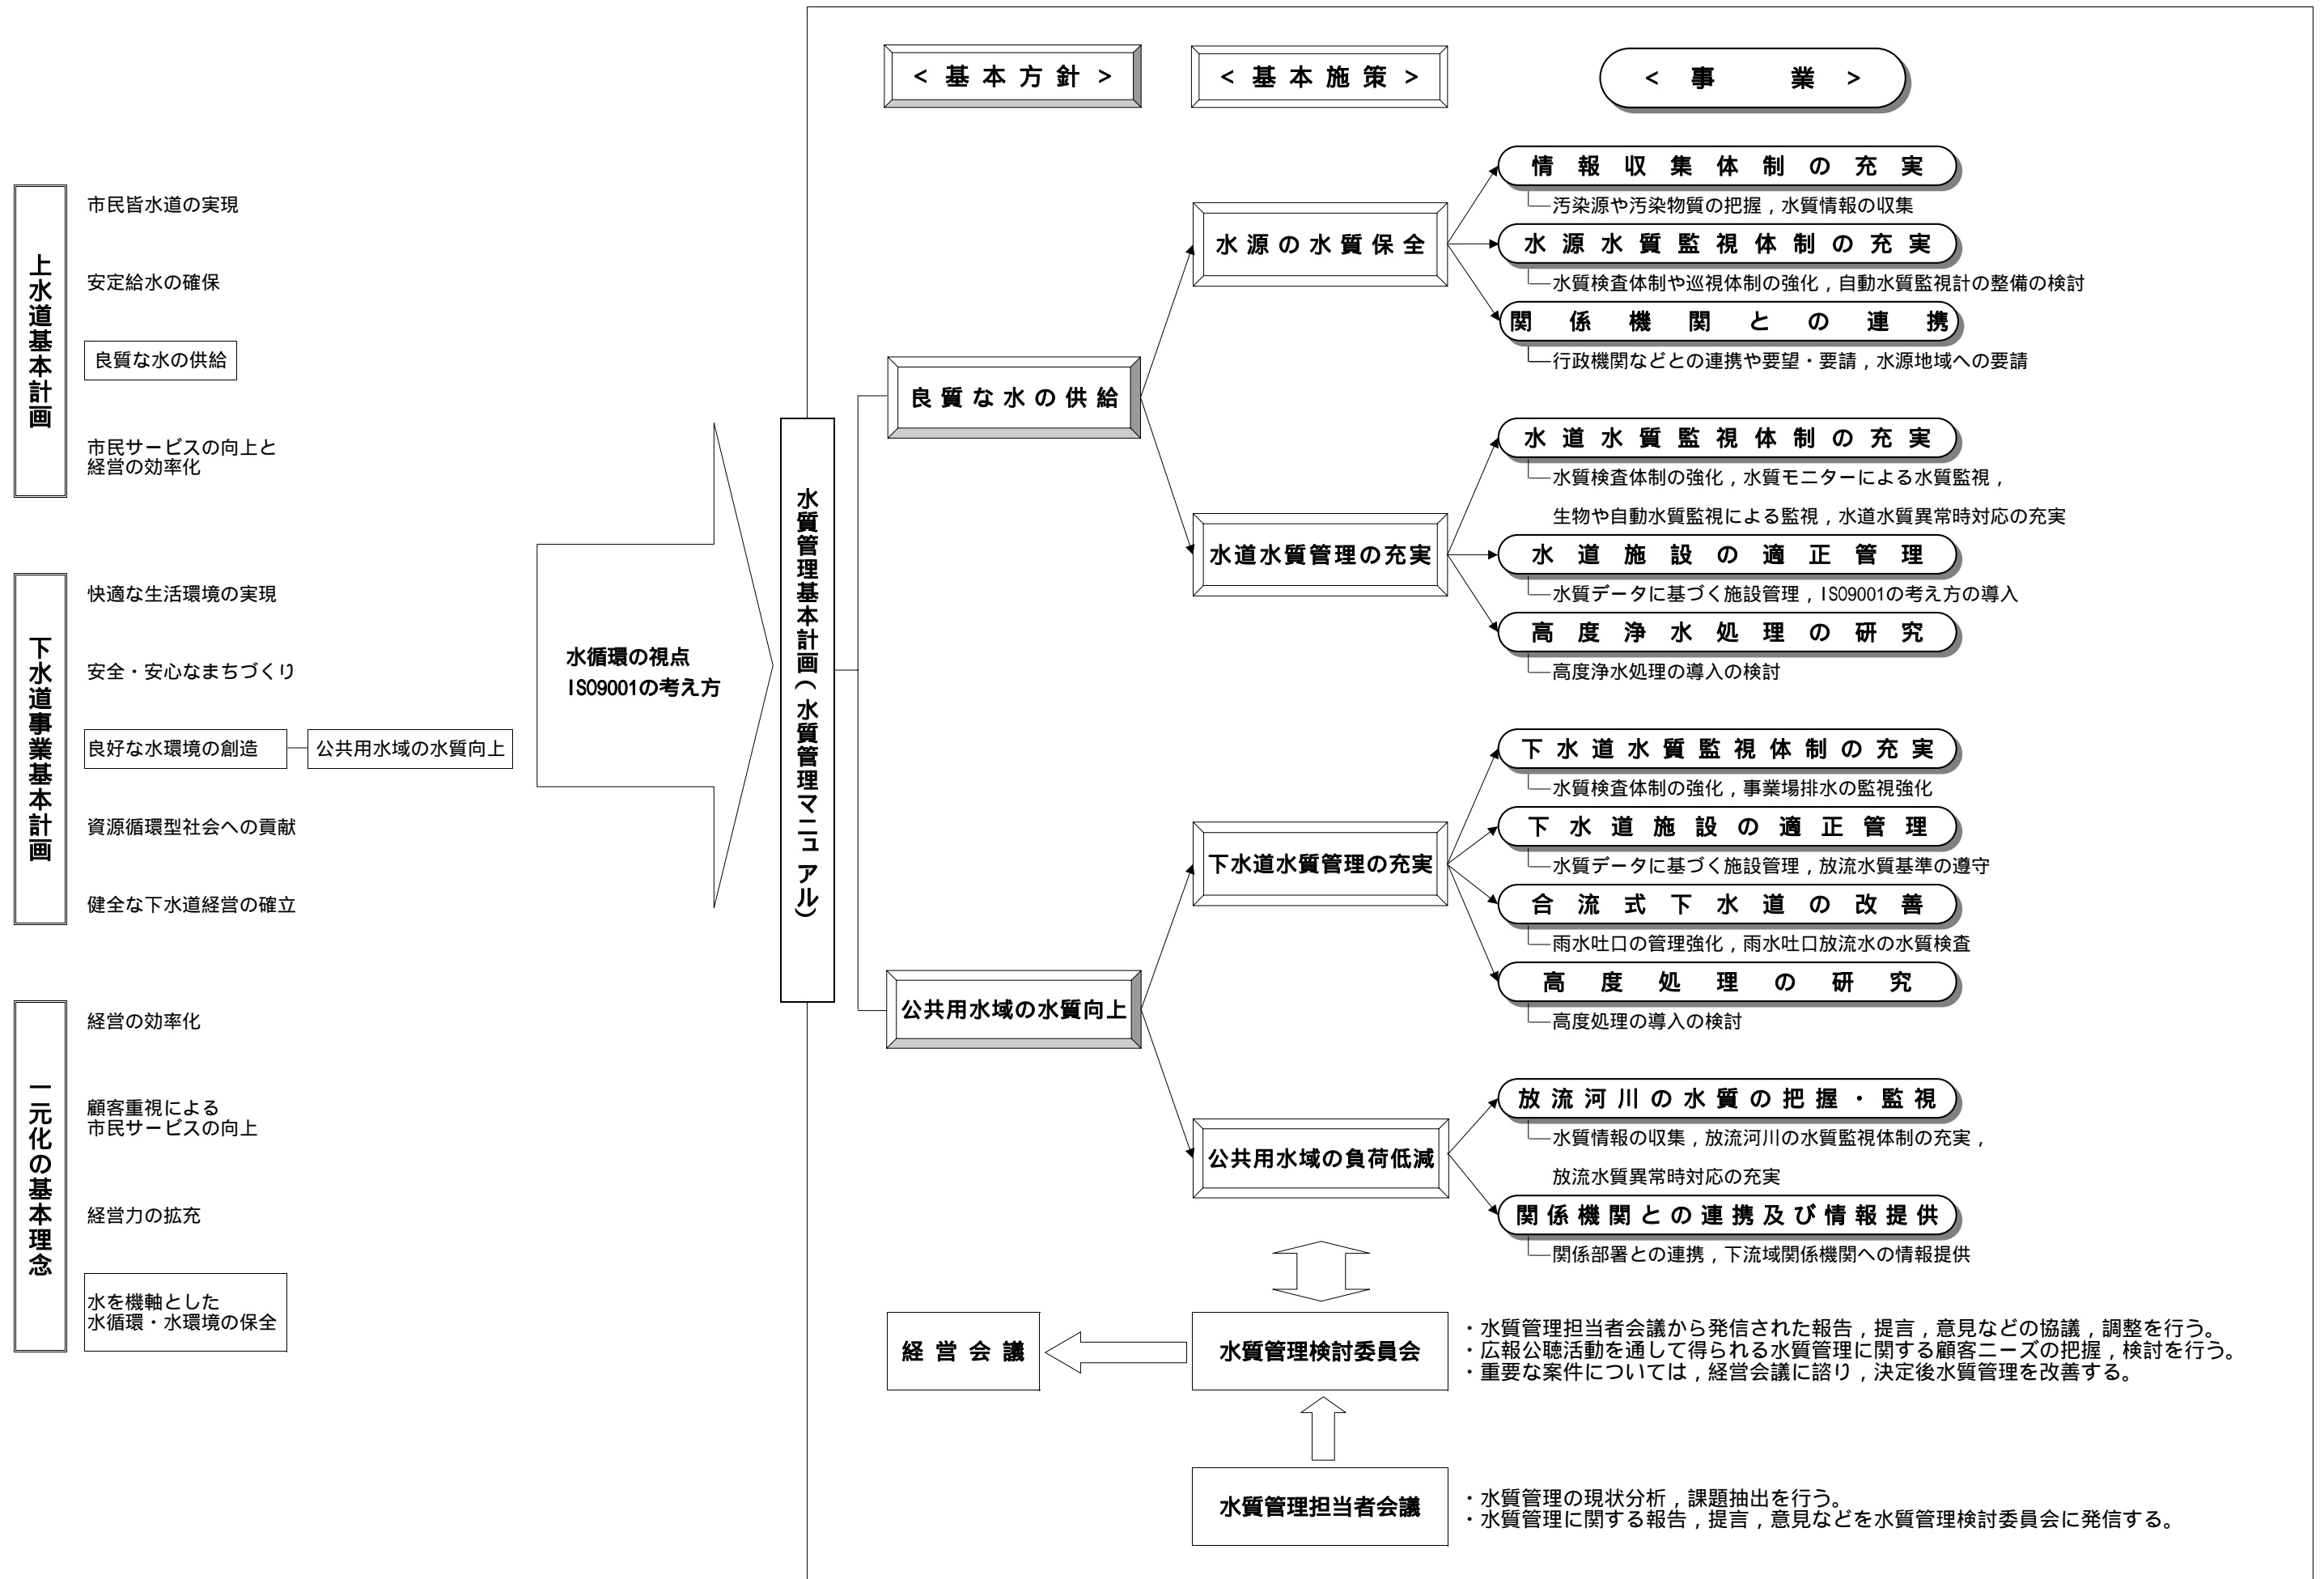 上水道基本計画
市民皆水道の実現
安定給水の確保
良質な水の供給
市民サービスの向上と
経営の効率化
下水道事業基本計画
快適な生活環境の実現
安全・安心なまちづくり
良好な水環境の創造
公共用水域の水質向上
資源循環型社会への貢献
健全な下水道経営の確立
一元化の基本理念
経営の効率化
顧客重視による
市民サービスの向上
経営力の拡充
水を機軸とした
水循環・水環境の保全
水循環の視点
ISO9001の考え方
水質管理基本計画(水質管理マニュアル)
<基本方針>
<基本施策>
<事　業>
良質な水の供給
水源の水質保全
情報収集体制の充実
汚染源や汚染物質の把握,水質情報の収集
水源水質監視体制の充実
水質検査体制や巡視体制の強化,自動水質監視計の整備の検討
関係機関との連携
行政機関などとの連携や要望・要請,水源地域への要請
水道水質管理の充実
水道水質監視体制の充実
水質検査体制の強化,水質モニターによる水質監視,
生物や自動水質監視による監視,水道水質異常時対応の充実
水道施設の適正管理
水質データに基づく施設管理,ISO9001の考え方の導入
高度浄水処理の研究
高度浄水処理の導入の検討
公共用水域の水質向上
下水道水質管理の充実
下水道水質監視体制の充実
水質検査体制の強化,事業場排水の監視強化
下水道施設の適正管理
水質データに基づく施設管理,放流水質基準の遵守
合流式下水道の改善
雨水吐口の管理強化,雨水吐口放流水の水質検査
高度処理の研究
高度処理の導入の検討
公共用水域の負荷低減
放流河川の水質の把握・監視
水質情報の収集,放流河川の水質監視体制の充実,
放流水質異常時対応の充実
関係機関との連携及び情報提供
関係部署との連携,下流域関係機関への情報提供
経営会議
水質管理検討委員会
・水質管理担当者会議から発信された報告,提言,意見などの協議,調整を行う。
・広報公聴活動を通して得られる水質管理に関する顧客ニーズの把握,検討を行う。
・重要な案件については,経営会議に諮り,決定後水質管理を改善する。
水質管理担当者会議
・水質管理の現状分析,課題抽出を行う。
・水質管理に関する報告,提言,意見などを水質管理検討委員会に発信する。